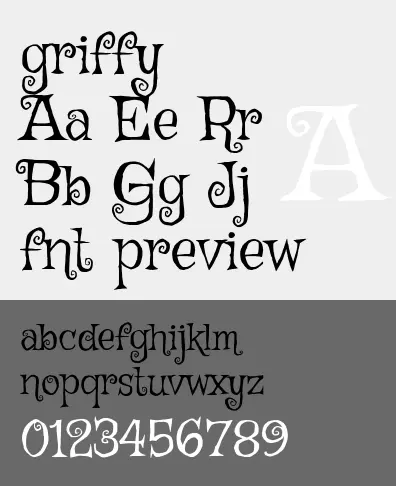 griffy
Aa Ee Rr
A
Bb Gg Jj
fnt preview
abcdefghijklm
nopqrstuvwxyz
0123456789